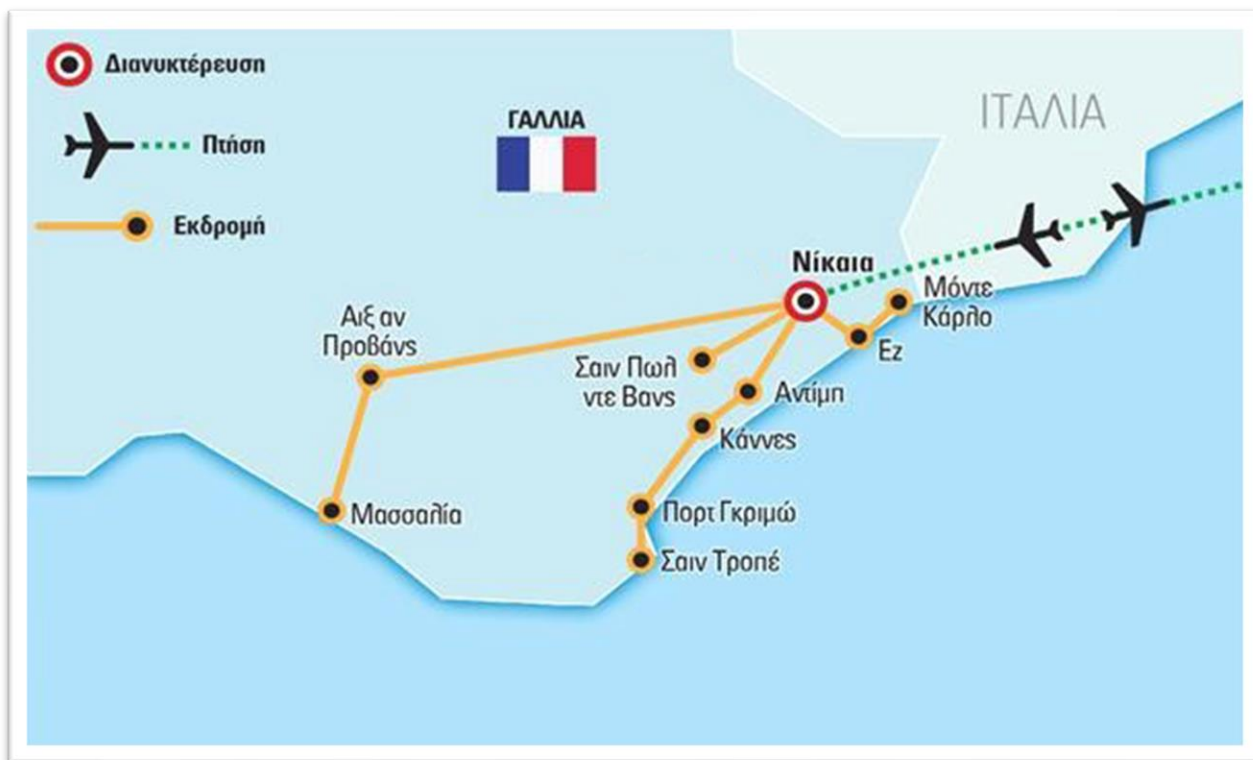 Διανυκτέρευση
Πτήση
Εκδρομή
ΓΑΛΛΙΑ
ΙΤΑΛΙΑ
Νίκαια
Μόντε
Κάρλο
Εz
Αιξ αν
Προβάνς
Σαιν Πωλ
ντε Βανς
Αντίμπ
Κάννες
Μασσαλία
Πορτ Γκριμώ
Σαιν Τροπέ